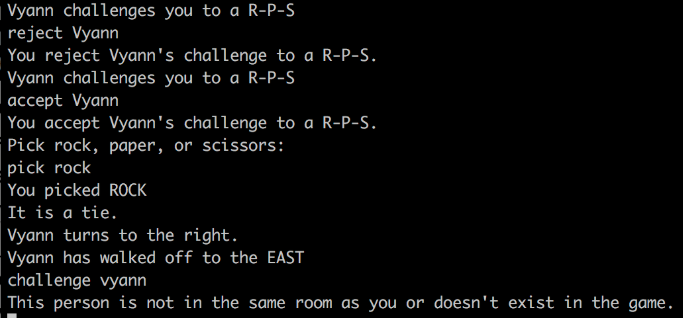 Vyann challenges you to a R-P-S
reject Vyann
You reject Vyann's challenge to a R-P-S.
Vyann challenges you to a R-P-S
accept Vyann
You accept Vyann's challenge to a R-P-S.
Pick rock, paper, or scissors:
pick rock
You picked ROCK
It is a tie.
Vyann turns to the right.
Vyann has walked off to the EAST
challenge vyann
This person is not in the same room as you or doesn't exist in the game.